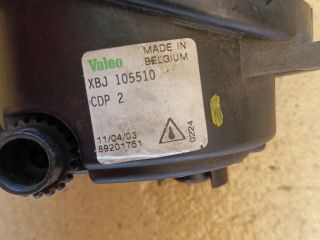 Valeo
MADE IN
BELGIUM
XBJ 105510
CDP 2
11/04/03
89201751
0224